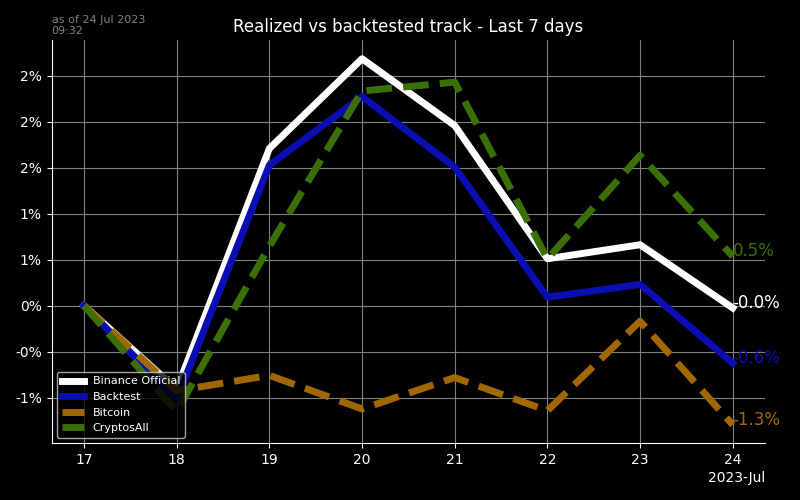 as of 24 Jul 2023
09:32
Realized vs backtested track - Last 7 days
2%
2%
2%
1%
1%
0%
-0%
-1%
0.5%
-0.0%
-0.6%
-1.3%
Binance Official
Backtest
Bitcoin
CryptosAll
17 18 19 20 21 22 23 24
2023-Jul